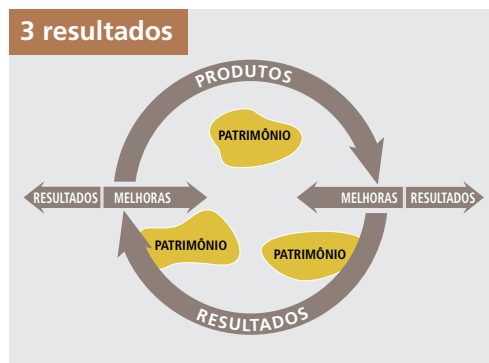 3 resultados
PRODUTOS
PATRIMÔNIO
RESULTADOS MELHORAS
MELHORAS RESULTADOS
PATRIMÔNIO
PATRIMÔNIO
RESULTADOS